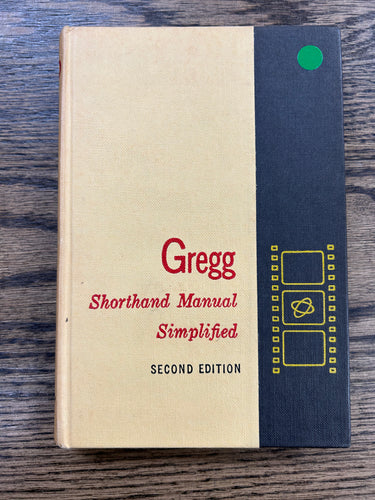 Gregg
Shorthand Manual
Simplified
SECOND EDITION